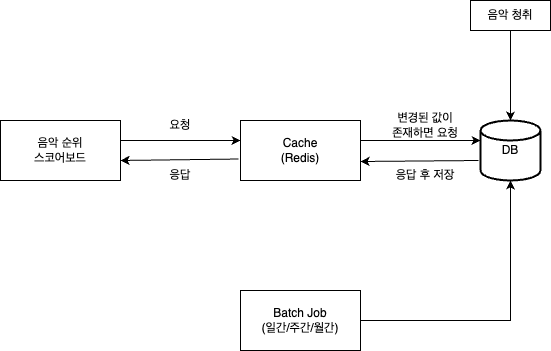 음악 청취
요청
변경된 값이
존재하면 요청
음악 순위
스코어보드
Cache
(Redis)
DB
응답
응답 후 저장
Batch Job
(일간/주간/월간)